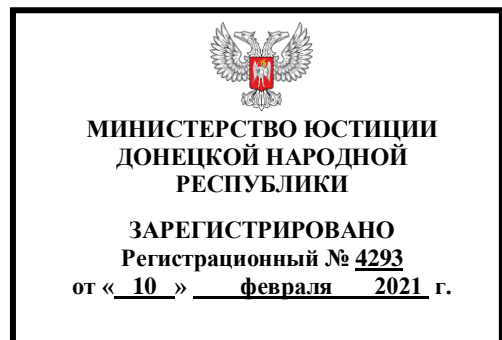 МИНИСТЕРСТВО ЮСТИЦИИ
ДОНЕЦКОЙ НАРОДНОЙ
РЕСПУБЛИКИ
ЗАРЕГИСТРИРОВАНО
Регистрационный № 4293
от « 10 » февраля 2021 г.